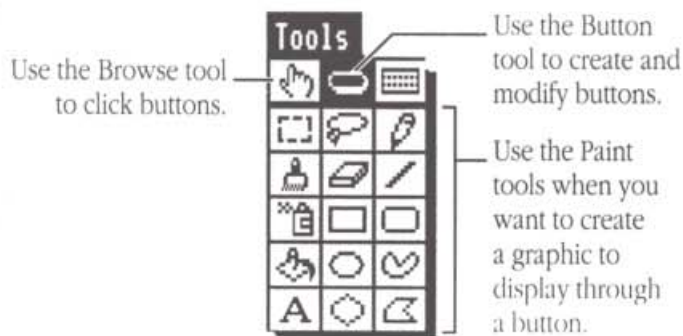 Tools
Use the Browse tool
to click buttons.
Use the Button
tool to create and
modify buttons.
A
Use the Paint
tools when you
want to create
a graphic to
display through
a button.